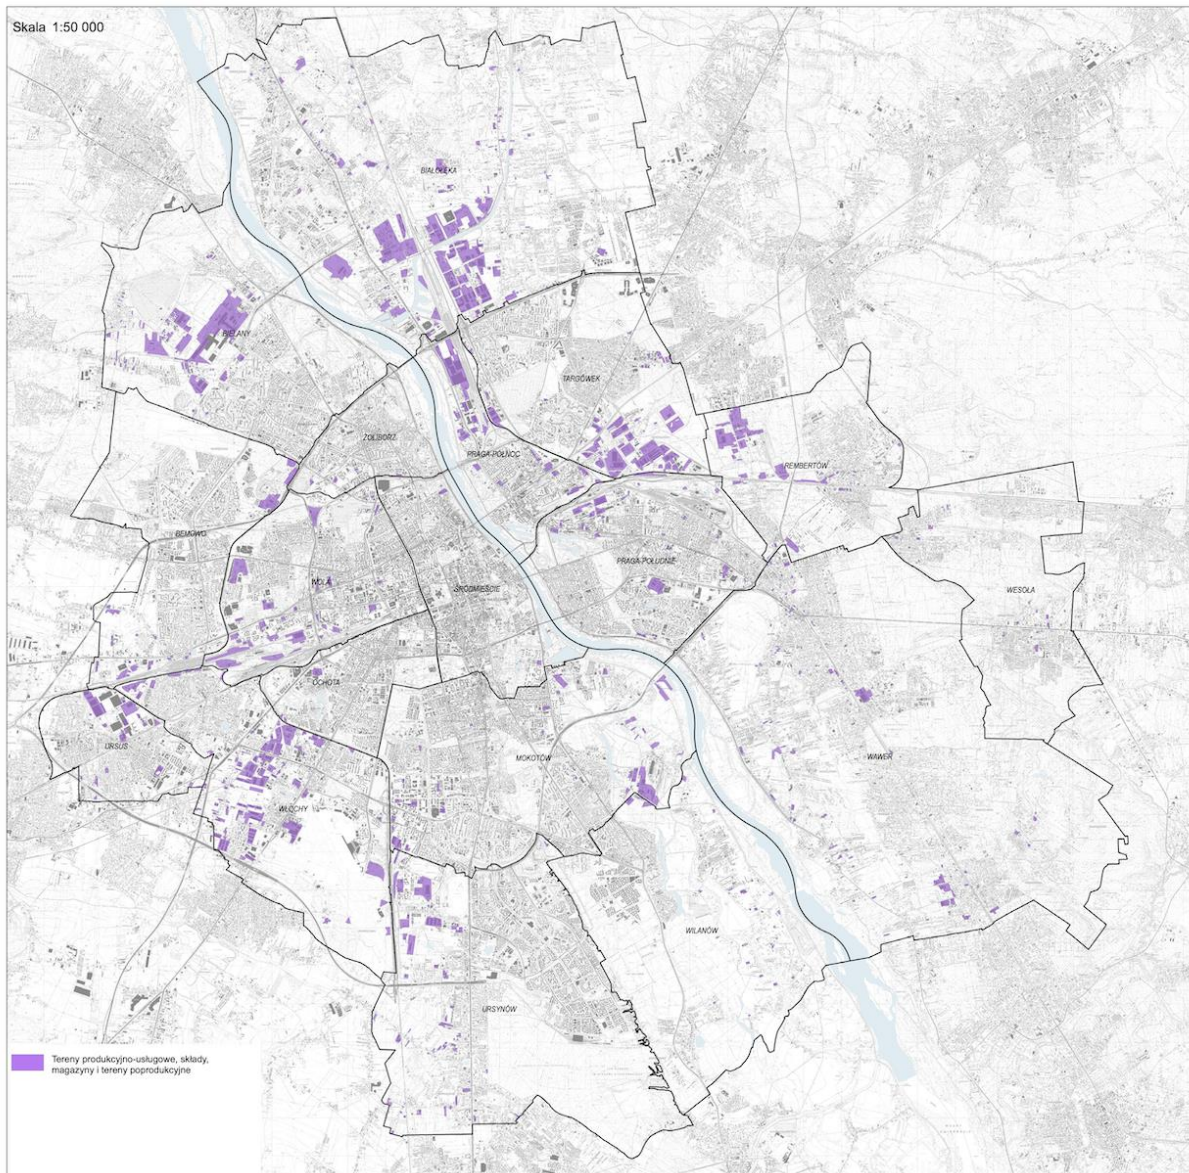 Skala 1:50 000
BIAŁOŁĘKA
BIELANY
TARGÓWEK
ŻOLIBORZ
PRAGA-PÓŁNOC
REMBERTÓW
BEMOWO
PRAGA-POŁUDNIE
WOLA
ŚRÓDMIEŚCIE
WESOŁA
OCHOTA
URSUS
MOKOTÓW
WAWER
WŁOCHY
WILANÓW
URSYNÓW
Tereny produkcyjno-usługowe, składy,
magazyny i tereny poprodukcyjne